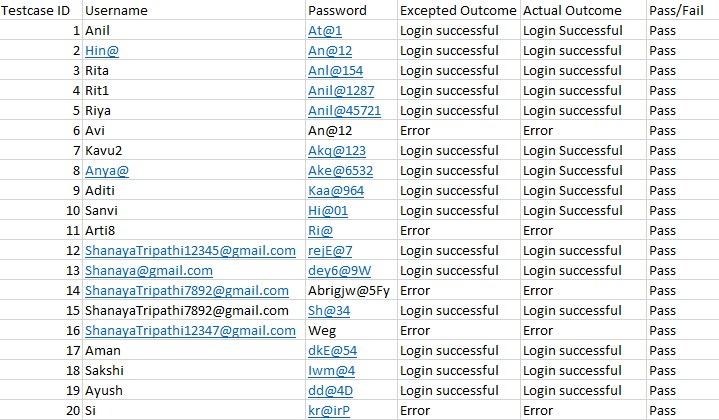 Testcase ID Username Password Excepted Outcome Actual Outcome Pass/Fail
1 Anil At@1 Login successful Login Successful Pass
2 Hin@ An@12 Login successful Login Successful Pass
3 Rita Anl@154 Login successful Login Successful Pass
4 Rit1 Anil@1287 Login successful Login Successful Pass
5 Riya Anil@45721 Login successful Login Successful Pass
6 Avi An@12 Error Error Pass
7 Kavu2 Akq@123 Login successful Login Successful Pass
8 Anya@ Ake@6532 Login successful Login successful Pass
9 Aditi Kaa@964 Login successful Login successful Pass
10 Sanvi Hi@01 Login successful Login successful Pass
11 Arti8 Ri@ Error Error Pass
12 ShanayaTripathi12345@gmail.com rejE@7 Login successful Login successful Pass
13 Shanaya@gmail.com dey6@9W Login successful Login successful Pass
14 ShanayaTripathi7892@gmail.com Abrigjw@5Fy Error Error Pass
15 ShanayaTripathi7892@gmail.com Sh@34 Login successful Login successful Pass
16 ShanayaTripathi12347@gmail.com Weg Error Error Pass
17 Aman dkE@54 Login successful Login successful Pass
18 Sakshi Iwm@4 Login successful Login successful Pass
19 Ayush dd@4D Login successful Login successful Pass
20 Si kr@irP Error Error Pass